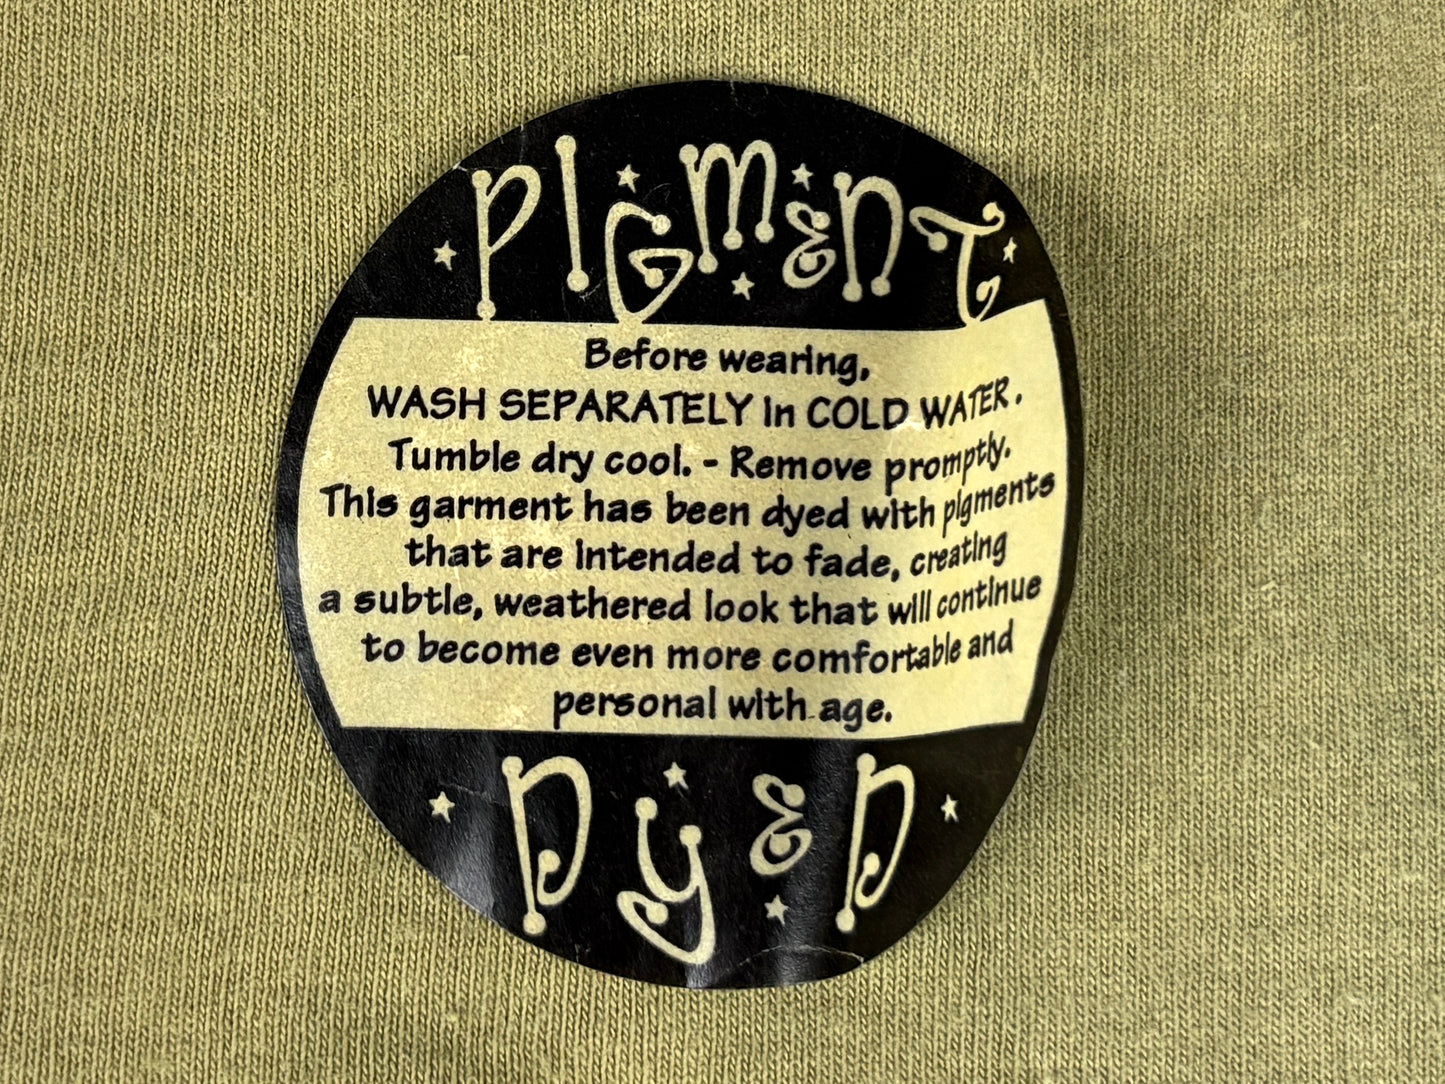 PIGMENT
Before wearing,
WASH SEPARATELY in COLD WATER.
Tumble dry cool. - Remove promptly.
This garment has been dyed with pigments
that are intended to fade, creating
a subtle, weathered look that will continue
to become even more comfortable and
personal with age.
DYED